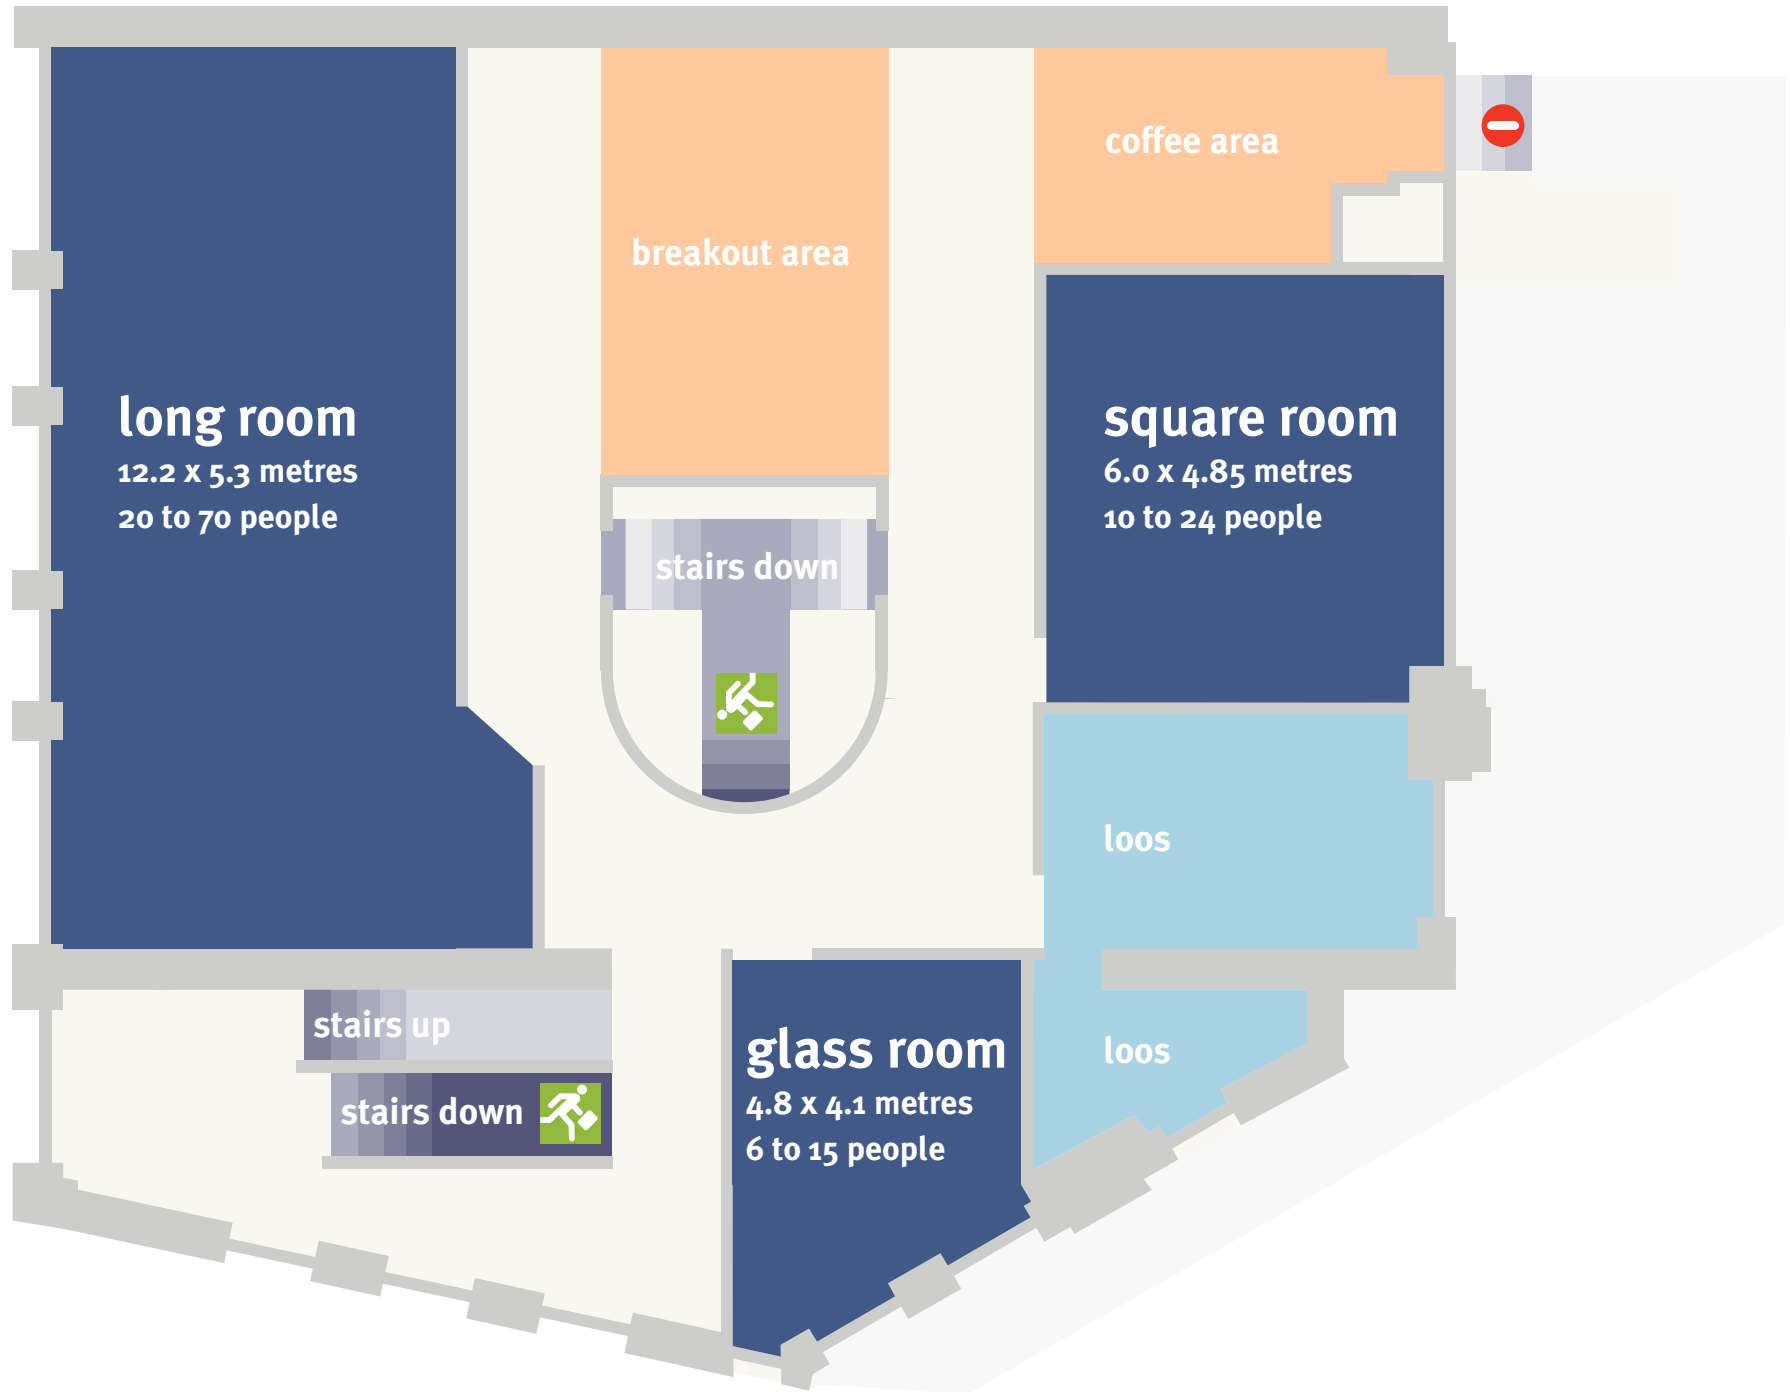 coffee area
breakout area
long room
12.2 x 5.3 metres
20 to 70 people
square room
6.0 x 4.85 metres
10 to 24 people
stairs down
loos
stairs up
stairs down
glass room
4.8 x 4.1 metres
6 to 15 people
loos